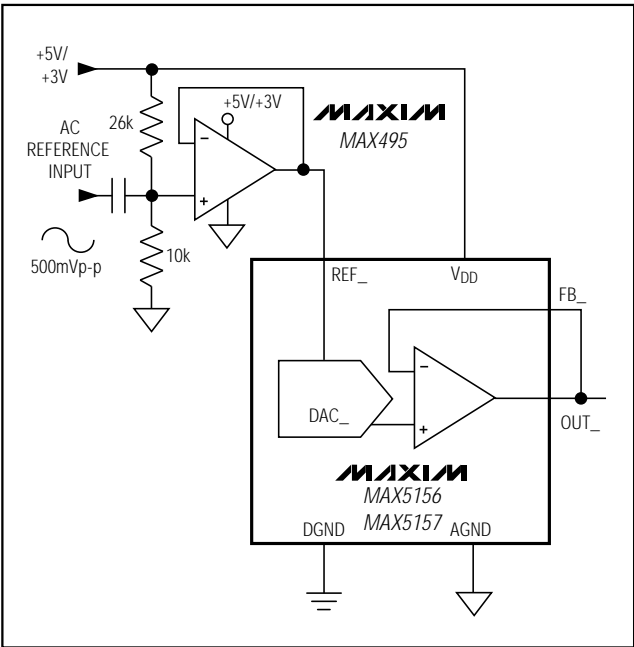 +5V/
+3V
26k
+5V/+3V
MAXIM
MAX495
AC
REFERENCE
INPUT
−
+
500mVp-p
10k
REF_
VDD
FB_
−
DAC_
+
OUT_
MAXIM
MAX5156
MAX5157
DGND
AGND